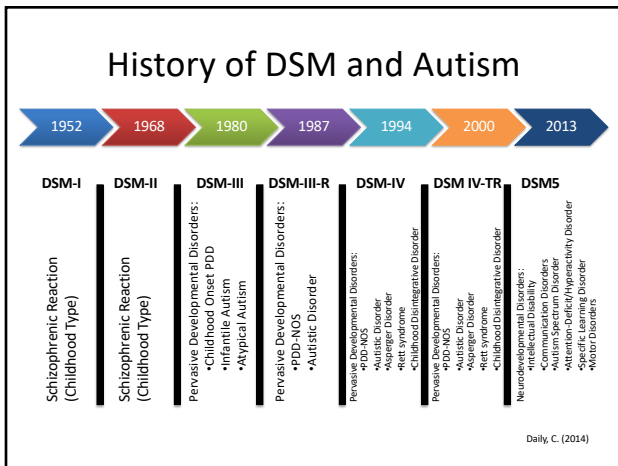 History of DSM and Autism
1952
1968
1980
1987
1994
2000
2013
DSM-I
DSM-II
DSM-III
DSM-III-R
DSM-IV
DSM IV-TR
DSM5
Schizophrenic Reaction
(Childhood Type)
Schizophrenic Reaction
(Childhood Type)
Pervasive Developmental Disorders:
•Childhood Onset PDD
•Infantile Autism
•Atypical Autism
Pervasive Developmental Disorders:
•PDD-NOS
•Autistic Disorder
Pervasive Developmental Disorders:
•PDD-NOS
•Autistic Disorder
•Asperger Disorder
•Rett syndrome
•Childhood Disintegrative Disorder
Pervasive Developmental Disorders:
•PDD-NOS
•Autistic Disorder
•Asperger Disorder
•Rett syndrome
•Childhood Disintegrative Disorder
Neurodevelopmental Disorders:
•Intellectual Disability
•Communication Disorders
•Autism Spectrum Disorder
•Attention-Deficit/Hyperactivity Disorder
•Specific Learning Disorder
•Motor Disorders
Daily, C. (2014)